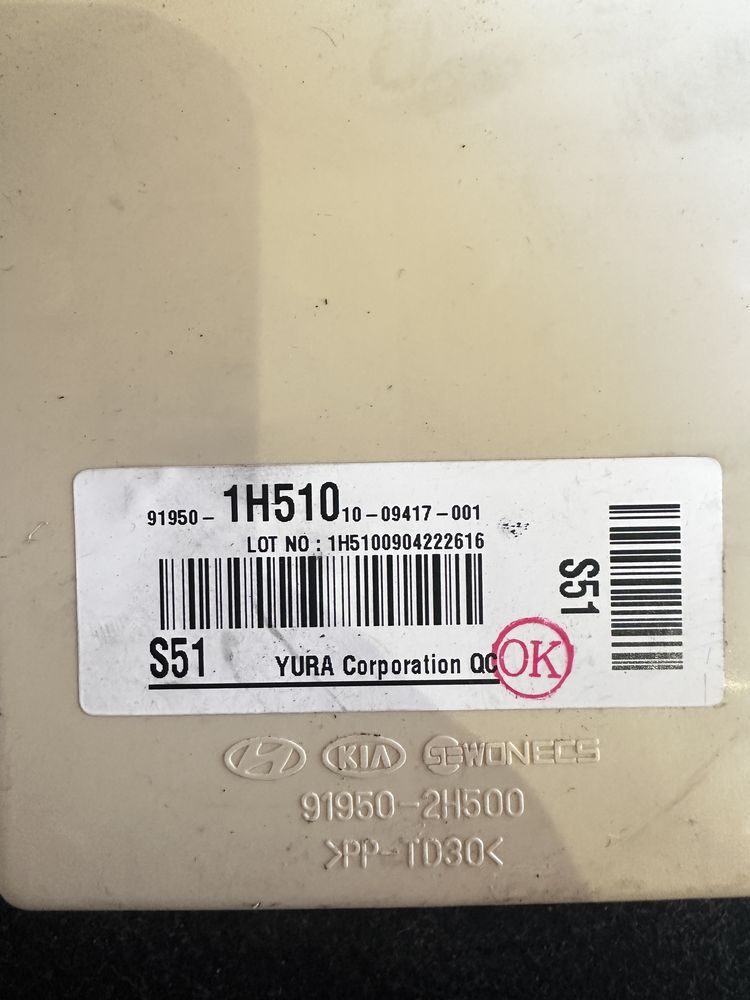 91950-1H510 10-09417-001
LOT NO : 1H5100904222616
S51
S51 YURA Corporation QC OK
KIA SEWONECS
91950-2H500
>PP-TD30<